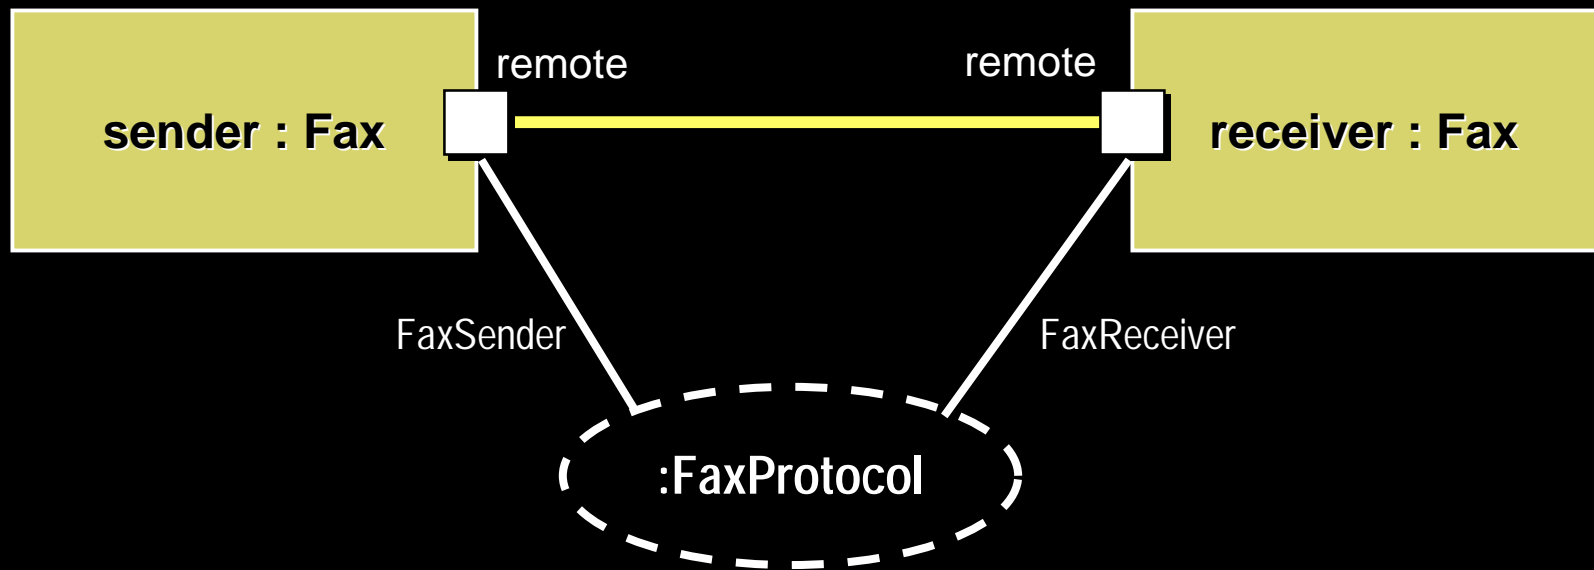 remote
remote
sender : Fax
receiver : Fax
FaxSender
FaxReceiver
:FaxProtocol